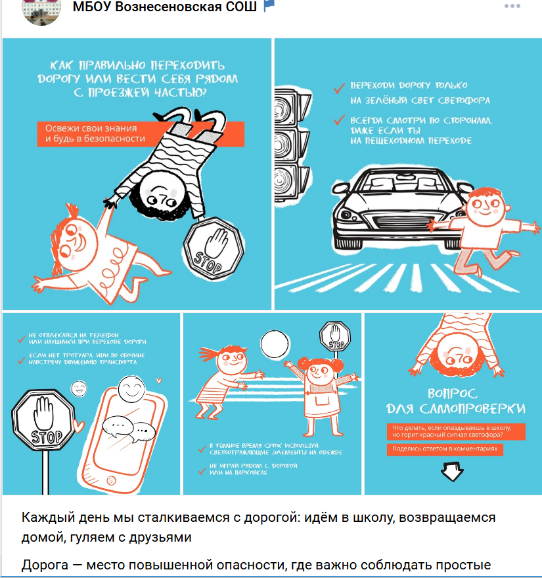 МБОУ Вознесеновская СОШ
КАК ПРАВИЛЬНО ПЕРЕХОДИТЬ
ДОРОГУ ИЛИ ВЕСТИ СЕБЯ РЯДОМ
С ПРОЕЗЖЕЙ ЧАСТЬЮ?
Освежи свои знания
и будь в безопасности
STOP
ПЕРЕХОДИ ДОРОГУ ТОЛЬКО
НА ЗЕЛЁНЫЙ СВЕТ СВЕТОФОРА
ВСЕГДА СМОТРИ ПО СТОРОНАМ,
ДАЖЕ ЕСЛИ ТЫ
НА ПЕШЕХОДНОМ ПЕРЕХОДЕ
НЕ ОТВЛЕКАЙСЯ НА ТЕЛЕФОН
ИЛИ НАУШНИКИ ПРИ ПЕРЕХОДЕ ДОРОГИ
ЕСЛИ НЕТ ТРОТУАРА, ИДИ ПО ОБОЧИНЕ
НАВСТРЕЧУ ДВИЖЕНИЮ ТРАНСПОРТА
STOP
STOP
В ТЁМНОЕ ВРЕМЯ СУТОК ИСПОЛЬЗУЙ
СВЕТООТРАЖАЮЩИЕ ЭЛЕМЕНТЫ НА ОДЕЖДЕ
НЕ ИГРАЙ РЯДОМ С ДОРОГОЙ
ИЛИ НА ПАРКОВКАХ
ВОПРОС
ДЛЯ САМОПРОВЕРКИ
Что делать, если опаздываешь в школу,
но горит красный сигнал светофора?
Поделись ответом в комментариях
Каждый день мы сталкиваемся с дорогой: идём в школу, возвращаемся
домой, гуляем с друзьями
Дорога — место повышенной опасности, где важно соблюдать простые